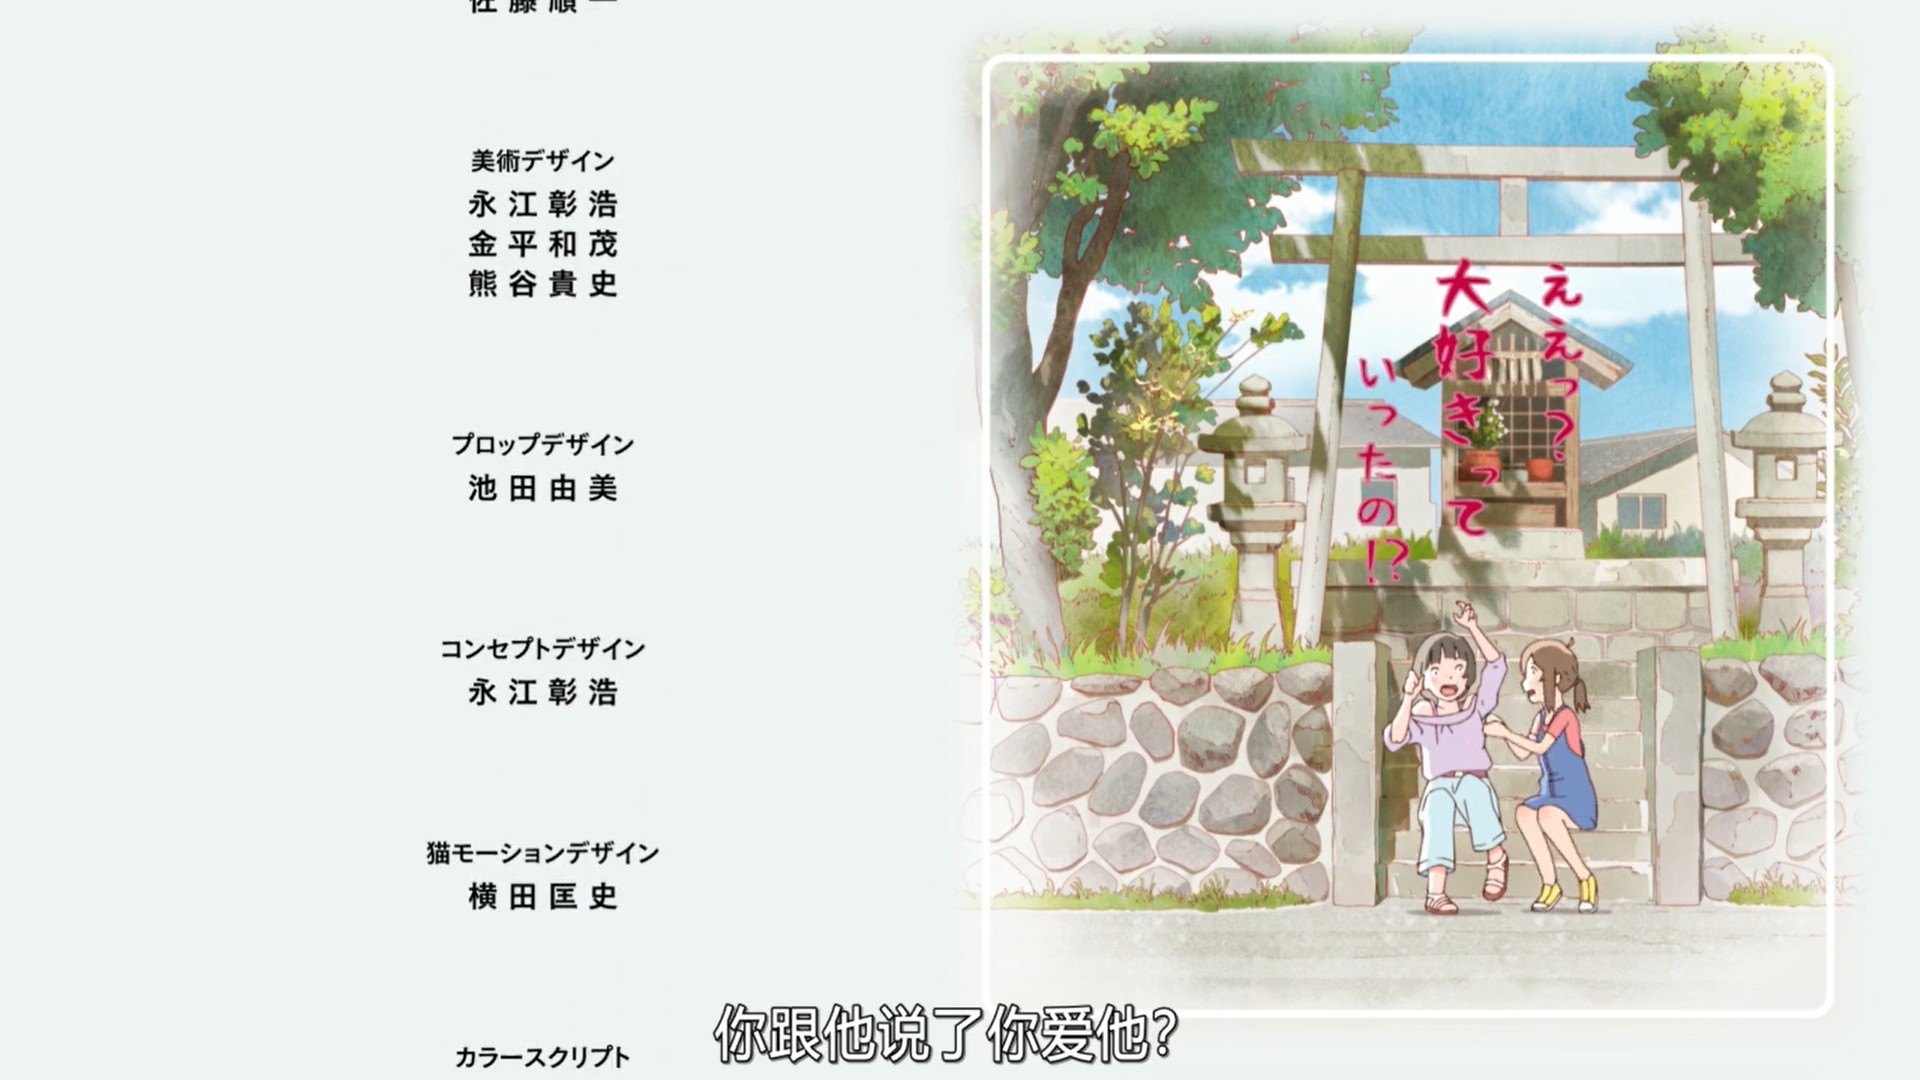 佐藤順一
美術デザイン
永江彰浩
金平和茂
熊谷貴史
プロップデザイン
池田由美
コンセプトデザイン
永江彰浩
猫モーションデザイン
横田匡史
カラースクリプト
ええっ?
大好きって
いったの!?
你跟他说了你爱他?